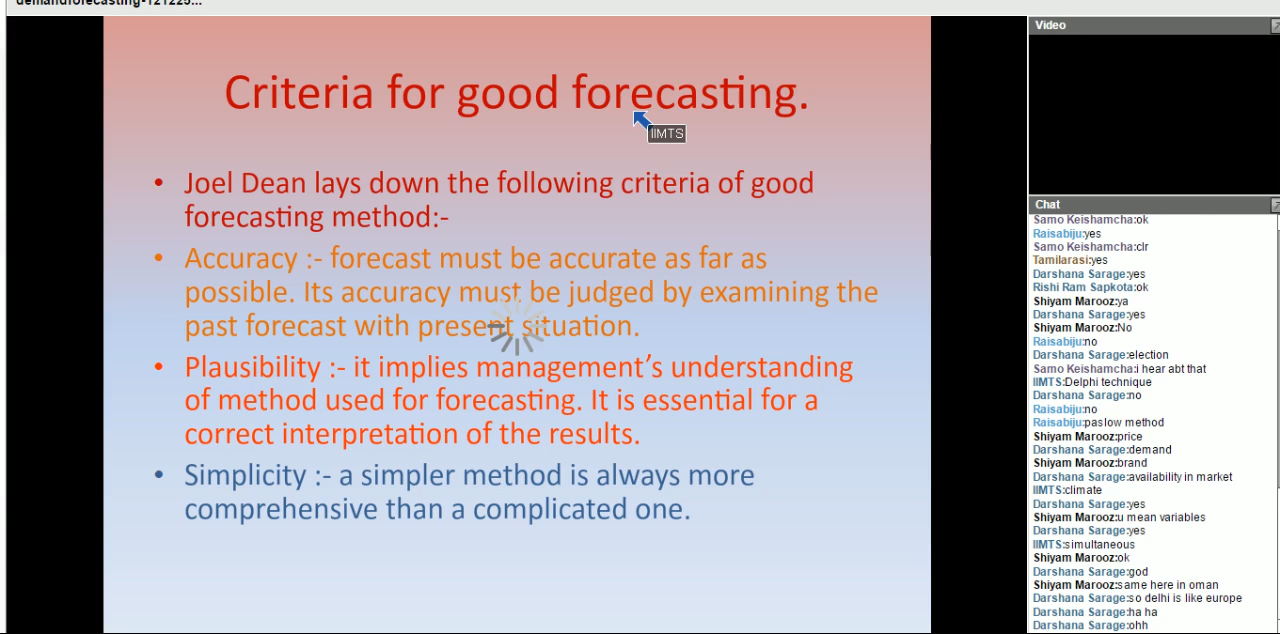 demandforecasting-121225...
Criteria for good forecasting.
IIMTS
• Joel Dean lays down the following criteria of good
forecasting method:-
• Accuracy :- forecast must be accurate as far as
possible. Its accuracy must be judged by examining the
past forecast with present situation.
• Plausibility :- it implies management's understanding
of method used for forecasting. It is essential for a
correct interpretation of the results.
• Simplicity :- a simpler method is always more
comprehensive than a complicated one.
Video
Chat
Samo Keishamcha:ok
Raisabiju:yes
Samo Keishamcha:clr
Tamilarasi:yes
Darshana Sarage:yes
Rishi Ram Sapkota:ok
Shiyam Marooz:ya
Darshana Sarage:yes
Shiyam Marooz:No
Raisabiju:no
Darshana Sarage:election
Samo Keishamcha:i hear abt that
IIMTS:Delphi technique
Darshana Sarage:no
Raisabiju:no
Raisabiju:paslow method
Shiyam Marooz:price
Darshana Sarage:demand
Shiyam Marooz:brand
Darshana Sarage:availability in market
IIMTS:climate
Darshana Sarage:yes
Shiyam Marooz:u mean variables
Darshana Sarage:yes
IIMTS:simultaneous
Shiyam Marooz:ok
Darshana Sarage:god
Shiyam Marooz:same here in oman
Darshana Sarage:so delhi is like europe
Darshana Sarage:ha ha
Darshana Sarage:ohh